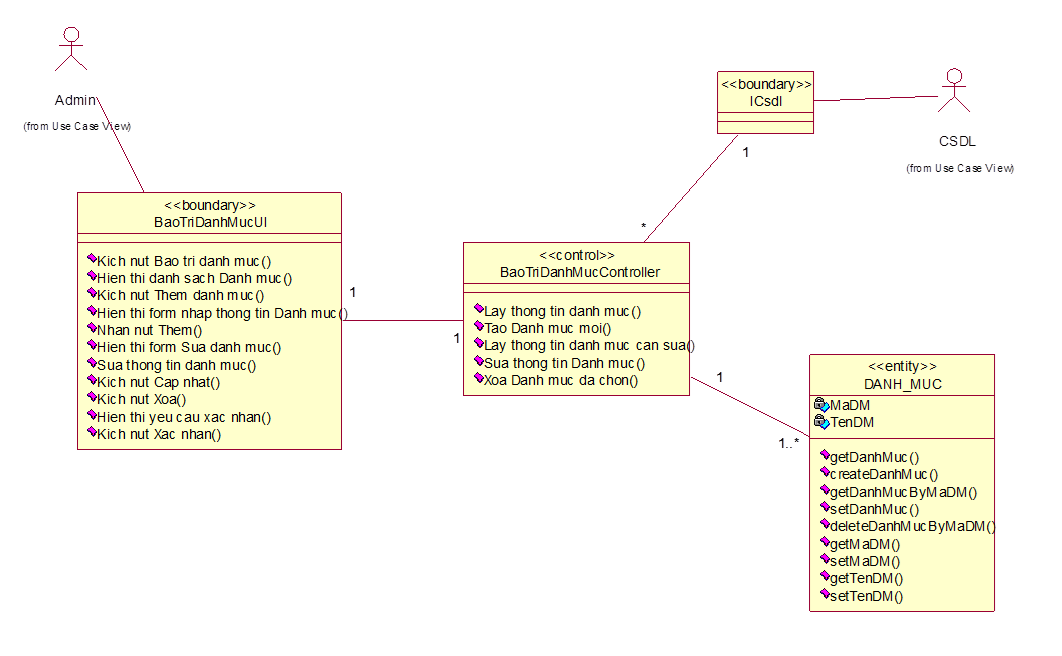 Admin
(from Use Case View)
<<boundary>>
ICsdl
CSDL
(from Use Case View)
1
*
<<boundary>>
BaoTriDanhMucUI
Kich nut Bao tri danh muc()
Hien thi danh sach Danh muc()
Kich nut Them danh muc()
Hien thi form nhap thong tin Danh muc()
Nhan nut Them()
Hien thi form Sua danh muc()
Sua thong tin danh muc()
Kich nut Cap nhat()
Kich nut Xoa()
Hien thi yeu cau xac nhan()
Kich nut Xac nhan()
1
1
<<control>>
BaoTriDanhMucController
Lay thong tin danh muc()
Tao Danh muc moi()
Lay thong tin danh muc can sua()
Sua thong tin Danh muc()
Xoa Danh muc da chon()
1
1..*
<<entity>>
DANH_MUC
MaDM
TenDM
getDanhMuc()
createDanhMuc()
getDanhMucByMaDM()
setDanhMuc()
deleteDanhMucByMaDM()
getMaDM()
setMaDM()
getTenDM()
setTenDM()